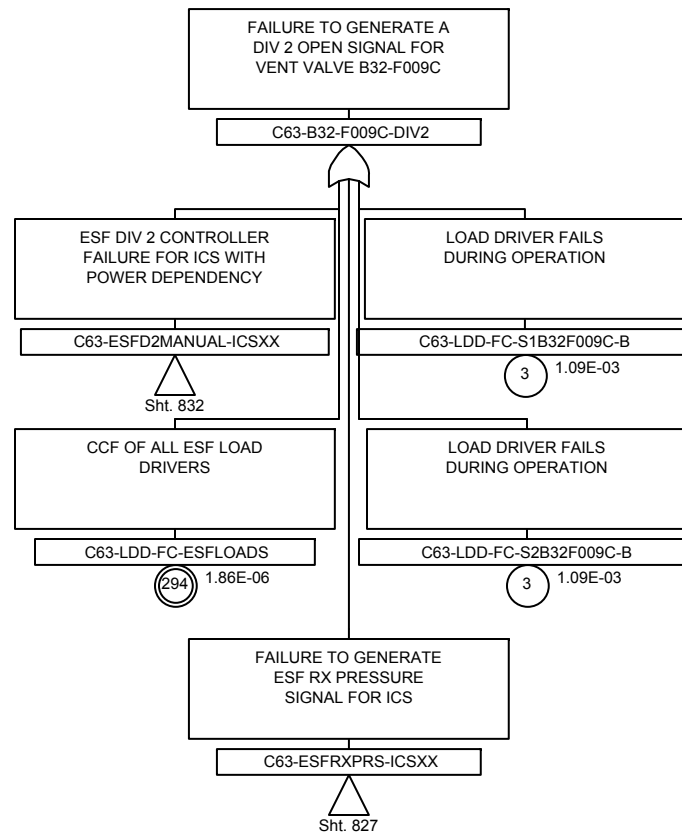 FAILURE TO GENERATE A
DIV 2 OPEN SIGNAL FOR
VENT VALVE B32-F009C
C63-B32-F009C-DIV2
ESF DIV 2 CONTROLLER
FAILURE FOR ICS WITH
POWER DEPENDENCY
C63-ESFD2MANUAL-ICSXX
Sht. 832
LOAD DRIVER FAILS
DURING OPERATION
C63-LDD-FC-S1B32F009C-B
3 1.09E-03
CCF OF ALL ESF LOAD
DRIVERS
C63-LDD-FC-ESFLOADS
294 1.86E-06
LOAD DRIVER FAILS
DURING OPERATION
C63-LDD-FC-S2B32F009C-B
3 1.09E-03
FAILURE TO GENERATE
ESF RX PRESSURE
SIGNAL FOR ICS
C63-ESFRXPRS-ICSXX
Sht. 827